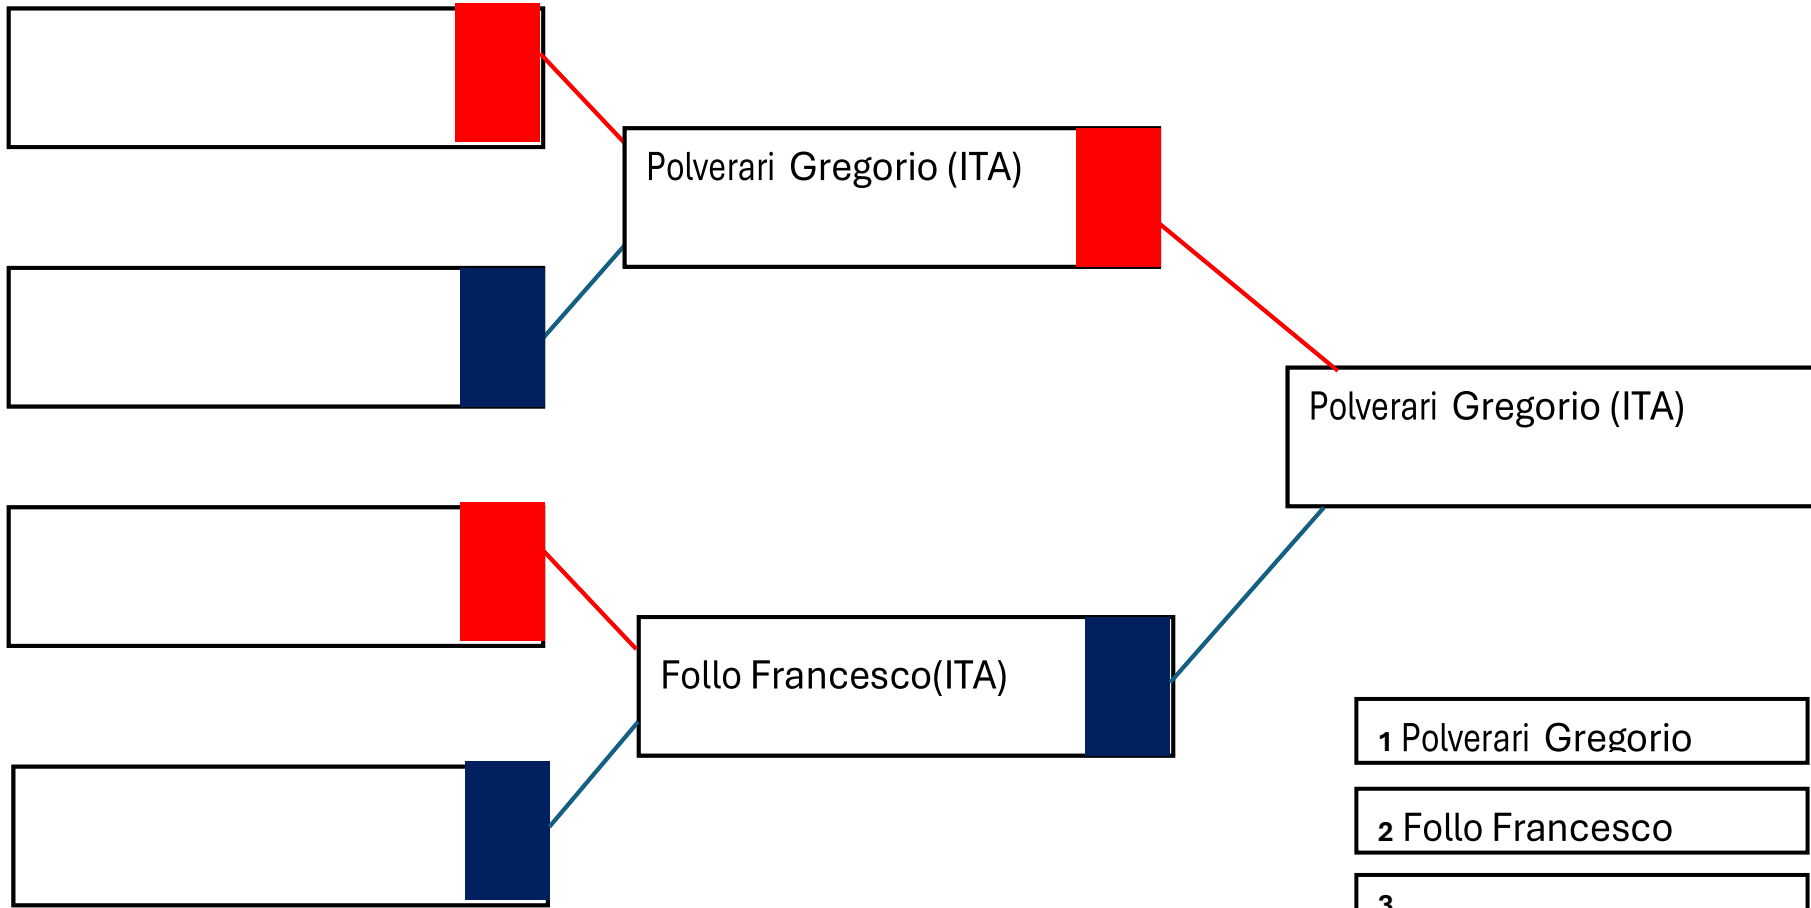 Polverari Gregorio (ITA)
Polverari Gregorio (ITA)
Follo Francesco(ITA)
1 Polverari Gregorio
2 Follo Francesco
3